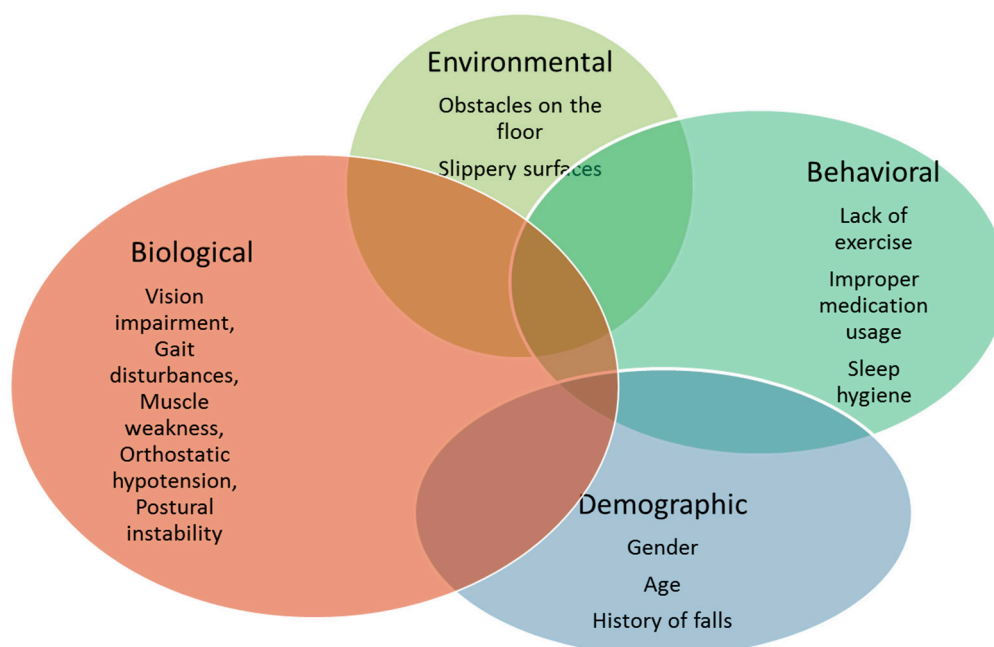 Environmental
Obstacles on the
floor
Slippery surfaces
Behavioral
Lack of
exercise
Improper
medication
usage
Sleep
hygiene
Biological
Vision
impairment,
Gait
disturbances,
Muscle
weakness,
Orthostatic
hypotension,
Postural
instability
Demographic
Gender
Age
History of falls